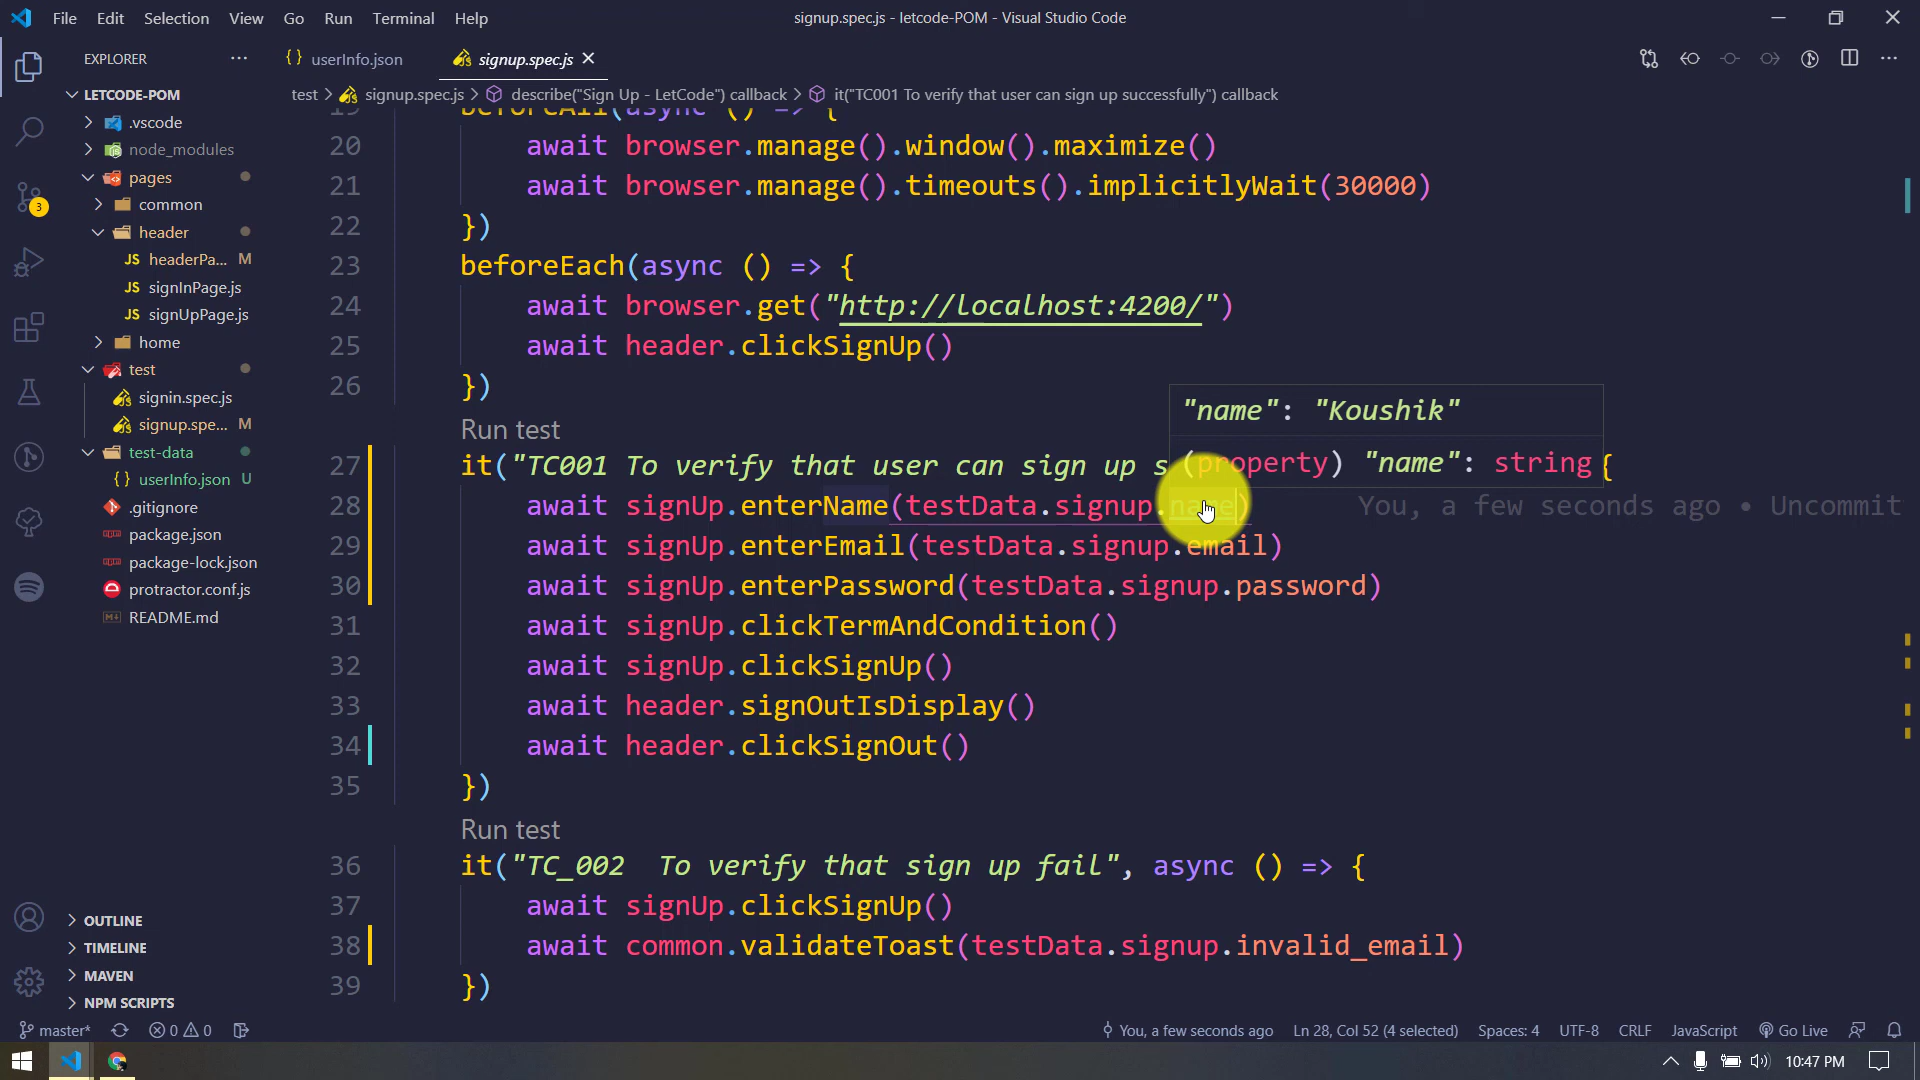 File Edit Selection View Go Run Terminal Help
signup.spec.js - letcode-POM - Visual Studio Code
EXPLORER
userInfo.json
signup.spec.js
LETCODE-POM
.vscode
node_modules
pages
common
header
JS headerPa... M
JS signInPage.js
JS signUpPage.js
home
test
signin.spec.js
signup.spe... M
test-data
userInfo.json U
.gitignore
package.json
package-lock.json
protractor.conf.js
README.md
OUTLINE
TIMELINE
MAVEN
NPM SCRIPTS
3
test > signup.spec.js > describe("Sign Up - LetCode") callback > it("TC001 To verify that user can sign up successfully") callback
19 beforeAll(async () => {
20 await browser.manage().window().maximize()
21 await browser.manage().timeouts().implicitlyWait(30000)
22 })
23 beforeEach(async () => {
24 await browser.get("http://localhost:4200/")
25 await header.clickSignUp()
26 })
"name": "Koushik"
(property) "name": string
Run test
27 it("TC001 To verify that user can sign up s {
28 await signUp.enterName(testData.signup.name)
You, a few seconds ago • Uncommit
29 await signUp.enterEmail(testData.signup.email)
30 await signUp.enterPassword(testData.signup.password)
31 await signUp.clickTermAndCondition()
32 await signUp.clickSignUp()
33 await header.signOutIsDisplay()
34 await header.clickSignOut()
35 })
Run test
36 it("TC_002  To verify that sign up fail", async () => {
37 await signUp.clickSignUp()
38 await common.validateToast(testData.signup.invalid_email)
39 })
master* 0 0
You, a few seconds ago Ln 28, Col 52 (4 selected) Spaces: 4 UTF-8 CRLF JavaScript Go Live
10:47 PM